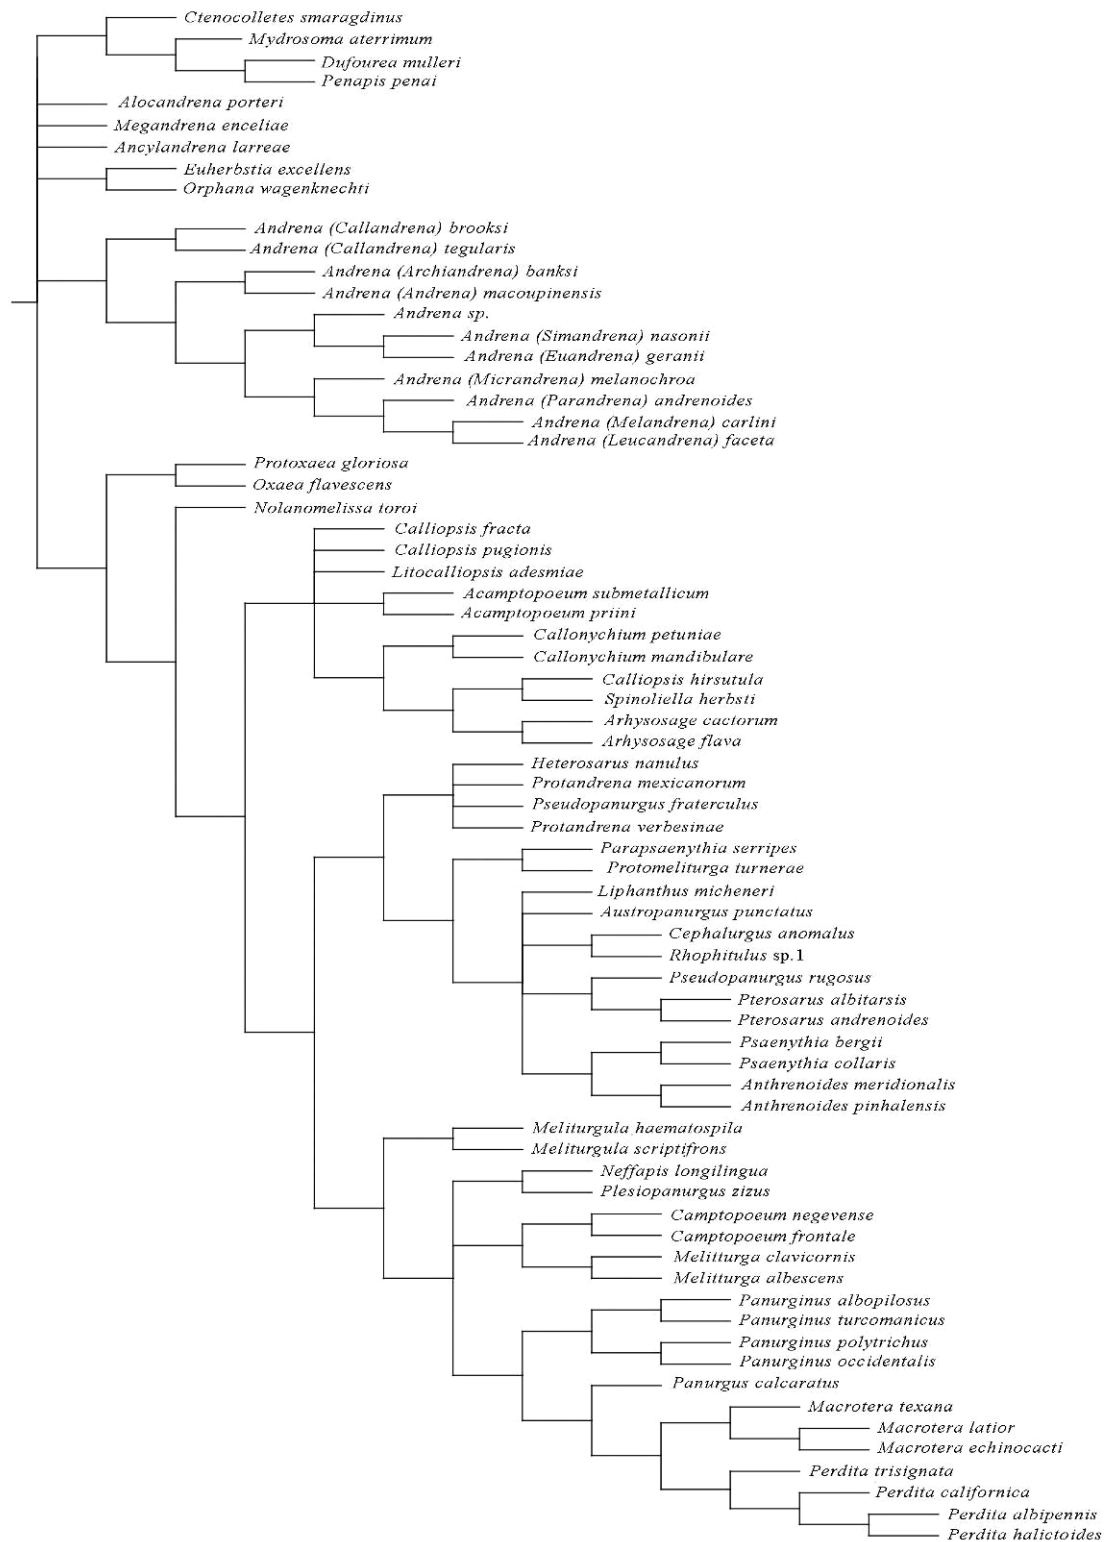 Ctenocolletes smaragdinus
Mydrosoma aterrimum
Dufourea mulleri
Penapis penai
Alocandrena porteri
Megandrena enceliae
Ancylandrena larreae
Euherbstia excellens
Orphana wagenknechti
Andrena (Callandrena) brooksi
Andrena (Callandrena) tegularis
Andrena (Archiandrena) banksi
Andrena (Andrena) macoupinensis
Andrena sp.
Andrena (Simandrena) nasonii
Andrena (Euandrena) geranii
Andrena (Micrandrena) melanochroa
Andrena (Parandrena) andrenoides
Andrena (Melandrena) carlini
Andrena (Leucandrena) faceta
Protoxaea gloriosa
Oxaea flavescens
Nolanomelissa toroi
Calliopsis fracta
Calliopsis pugionis
Litocalliopsis adesmiae
Acamptopoeum submetallicum
Acamptopoeum priini
Callonychium petuniae
Callonychium mandibulare
Calliopsis hirsutula
Spinoliella herbsti
Arhysosage cactorum
Arhysosage flava
Heterosarus nanulus
Protandrena mexicanorum
Pseudopanurgus fraterculus
Protandrena verbesinae
Parapsaenythia serripes
Protomeliturga turnerae
Liphanthus micheneri
Austropanurgus punctatus
Cephalurgus anomalus
Rhophitulus sp.1
Pseudopanurgus rugosus
Pterosarus albitarsis
Pterosarus andrenoides
Psaenythia bergii
Psaenythia collaris
Anthrenoides meridionalis
Anthrenoides pinhalensis
Meliturgula haematospila
Meliturgula scriptifrons
Neffapis longilingua
Plesiopanurgus zizus
Camptopoeum negevense
Camptopoeum frontale
Melitturga clavicornis
Melitturga albescens
Panurginus albopilosus
Panurginus turcomanicus
Panurginus polytrichus
Panurginus occidentalis
Panurgus calcaratus
Macrotera texana
Macrotera latior
Macrotera echinocacti
Perdita trisignata
Perdita californica
Perdita albipennis
Perdita halictoides